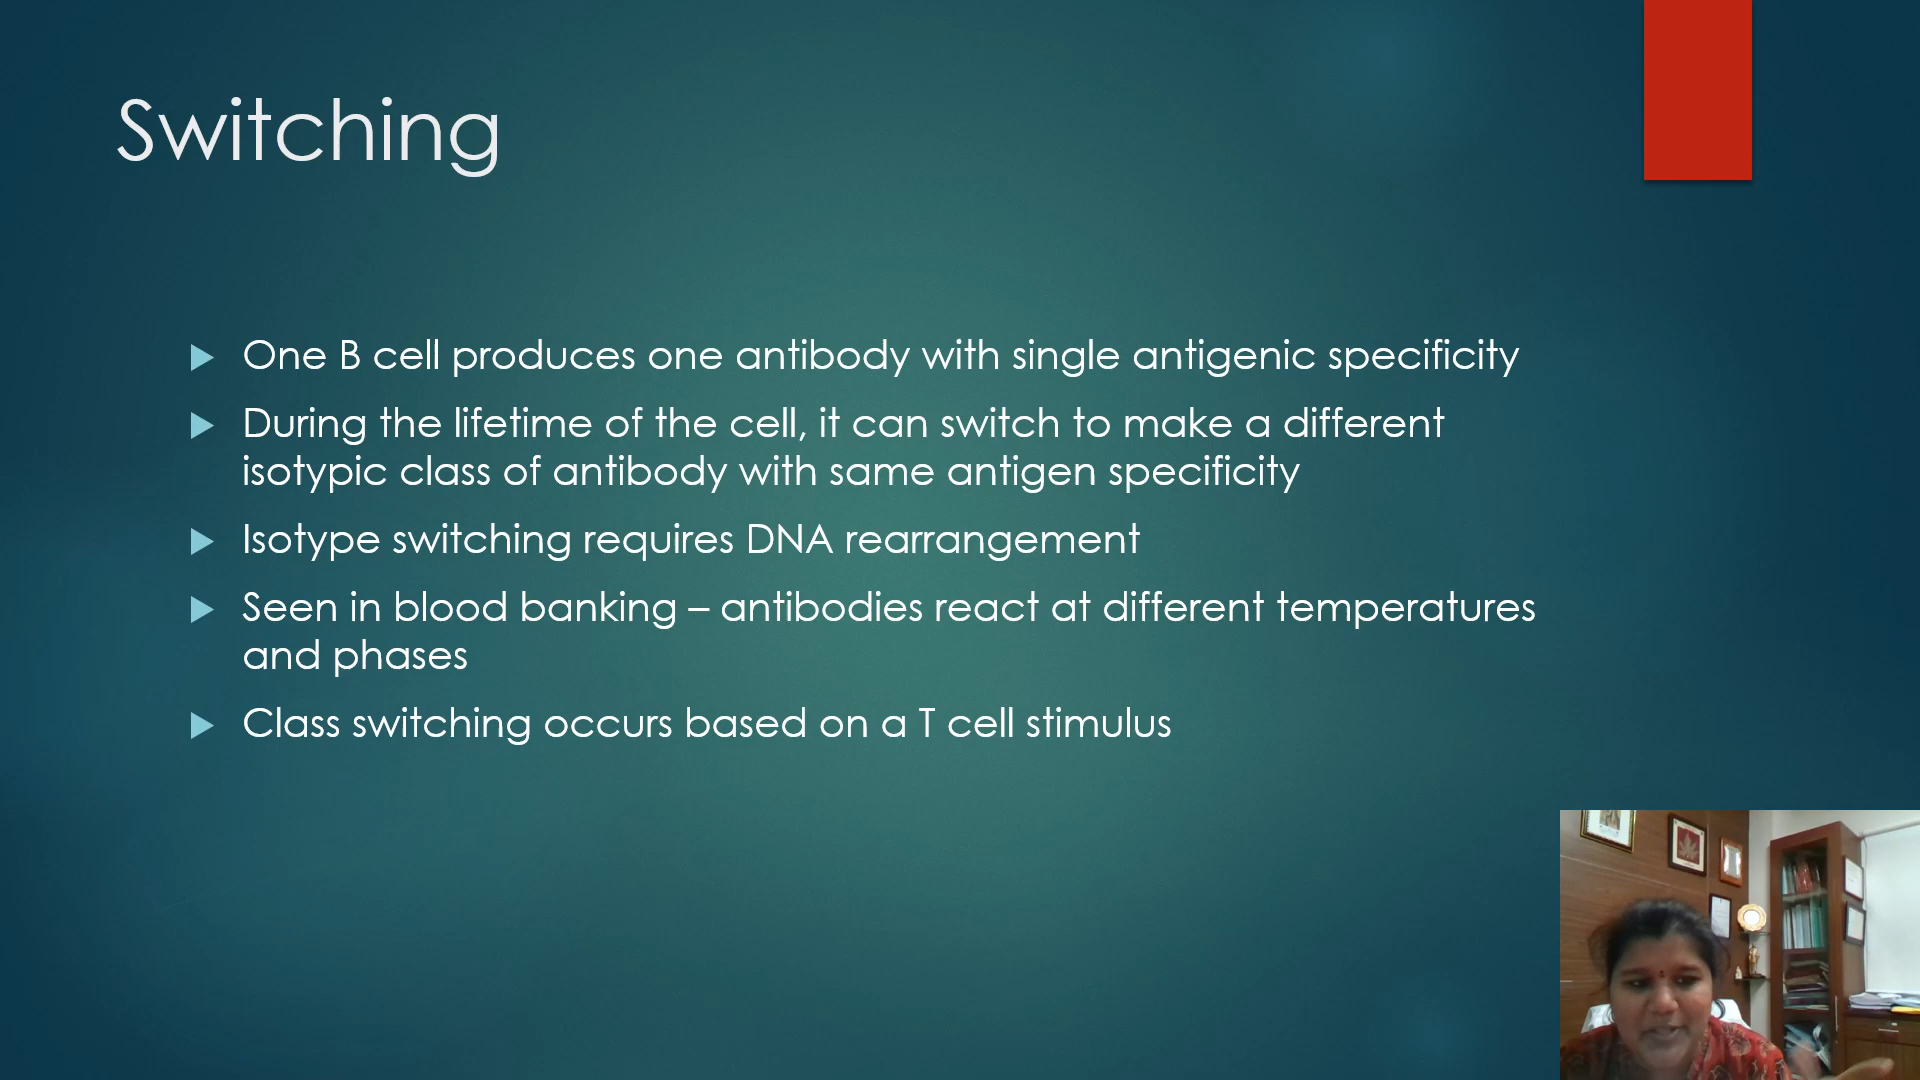 Switching
One B cell produces one antibody with single antigenic specificity
During the lifetime of the cell, it can switch to make a different
isotypic class of antibody with same antigen specificity
Isotype switching requires DNA rearrangement
Seen in blood banking – antibodies react at different temperatures
and phases
Class switching occurs based on a T cell stimulus